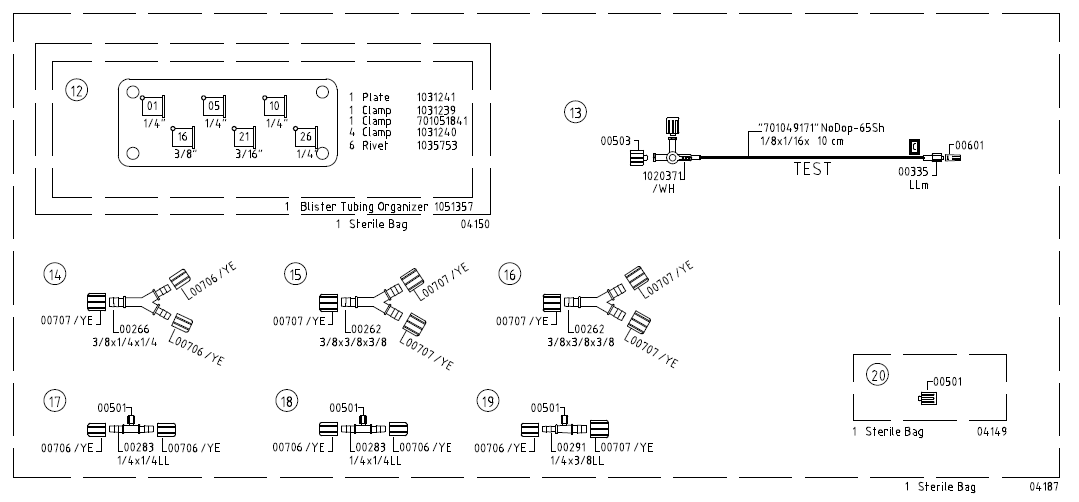 12
01
1/4"
05
1/4"
10
1/4"
16
3/8"
21
3/16"
26
1/4"
1 Plate 1031241
1 Clamp 1031239
1 Clamp 701051841
4 Clamp 1031240
6 Rivet 1035753
1 Blister Tubing Organizer 1051357
1 Sterile Bag 04150
13
00503
1020371
/WH
"701049171" NoDop-65Sh
1/8x1/16x 10 cm
TEST
C
00335
LLm
00601
14
00707 /YE
00266
3/8x1/4x1/4
00706 /YE
00706 /YE
15
00707 /YE
00262
3/8x3/8x3/8
00707 /YE
00707 /YE
16
00707 /YE
00262
3/8x3/8x3/8
00707 /YE
00707 /YE
17
00501
00706 /YE
00283
1/4x1/4LL
00706 /YE
18
00501
00706 /YE
00283
1/4x1/4LL
00706 /YE
19
00501
00706 /YE
00291
1/4x3/8LL
00707 /YE
20
00501
1 Sterile Bag 04149
1 Sterile Bag 04187